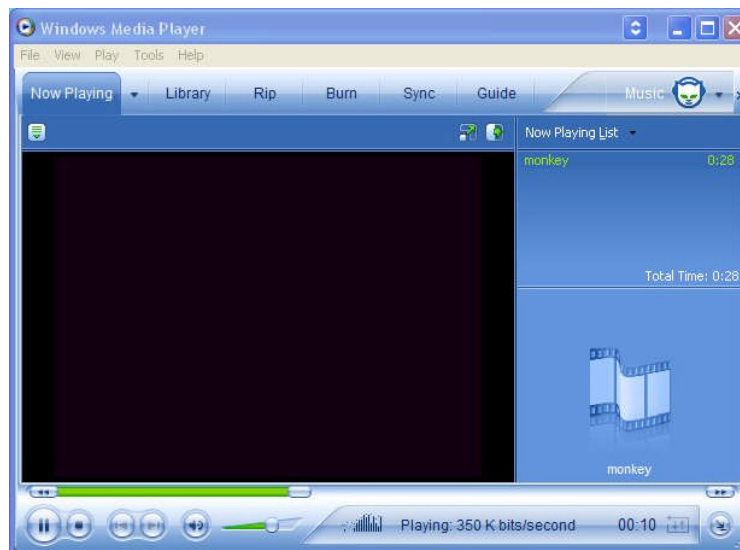 Windows Media Player
File View Play Tools Help
Now Playing Library Rip Burn Sync Guide Music
Now Playing List
monkey 0:28
Total Time: 0:28
monkey
Playing: 350 K bits/second 00:10